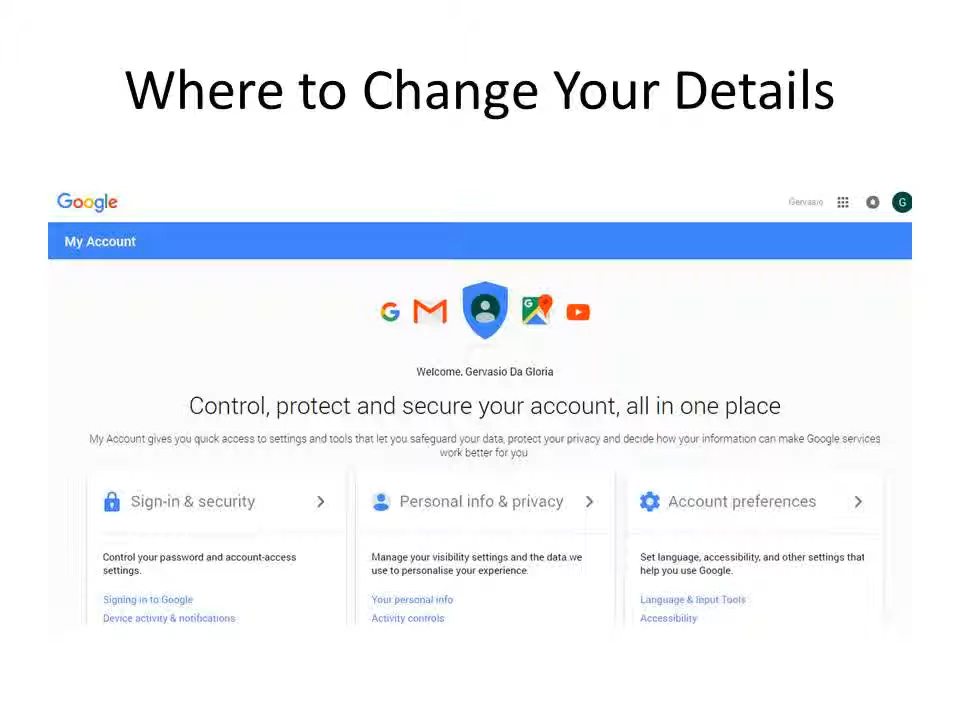 Where to Change Your Details
Google
Gervasio
G
My Account
G
Welcome, Gervasio Da Gloria
Control, protect and secure your account, all in one place
My Account gives you quick access to settings and tools that let you safeguard your data, protect your privacy and decide how your information can make Google services
work better for you
Sign-in & security
Control your password and account-access
settings.
Signing in to Google
Device activity & notifications
Personal info & privacy
Manage your visibility settings and the data we
use to personalise your experience.
Your personal info
Activity controls
Account preferences
Set language, accessibility, and other settings that
help you use Google.
Language & Input Tools
Accessibility